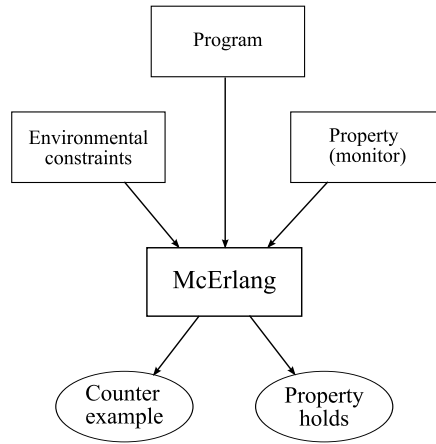 Program
Environmental
constraints
Property
(monitor)
McErlang
Counter
example
Property
holds